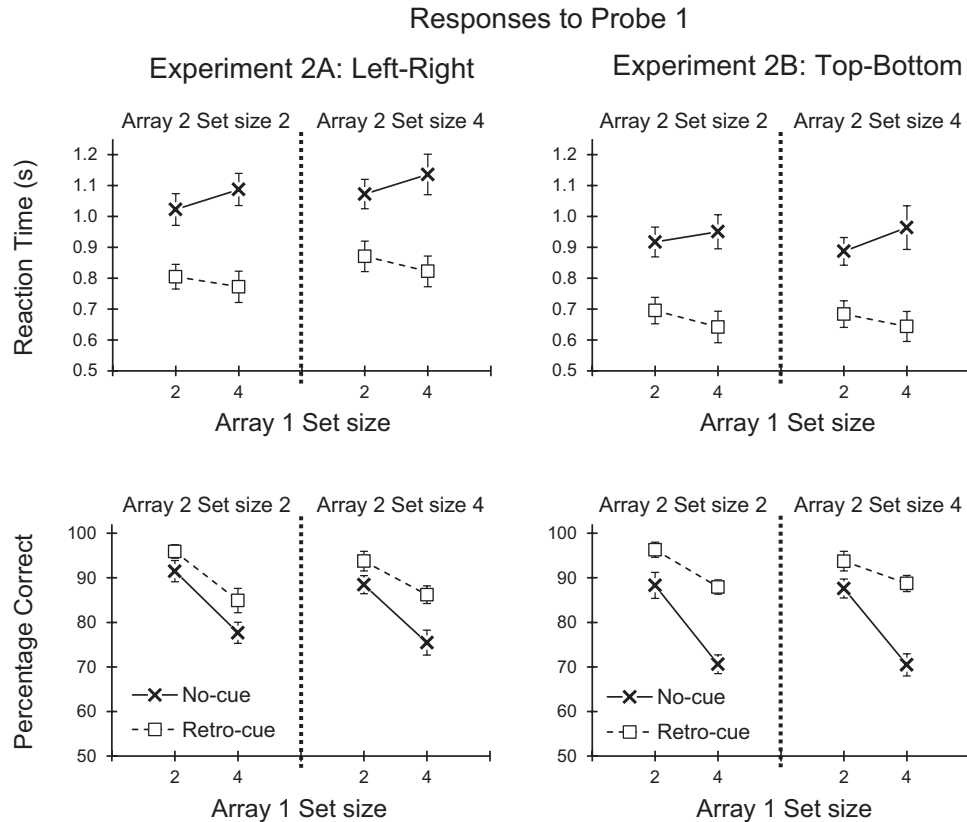 Responses to Probe 1
Experiment 2A: Left-Right
Experiment 2B: Top-Bottom
Array 2 Set size 2
Array 2 Set size 4
Reaction Time (s)
1.2
1.1
1.0
0.9
0.8
0.7
0.6
0.5
2
4
2
4
Array 1 Set size
Array 2 Set size 2
Array 2 Set size 4
1.2
1.1
1.0
0.9
0.8
0.7
0.6
0.5
2
4
2
4
Array 1 Set size
Array 2 Set size 2
Array 2 Set size 4
Percentage Correct
100
90
80
70
60
50
No-cue
Retro-cue
2
4
2
4
Array 1 Set size
Array 2 Set size 2
Array 2 Set size 4
100
90
80
70
60
50
No-cue
Retro-cue
2
4
2
4
Array 1 Set size